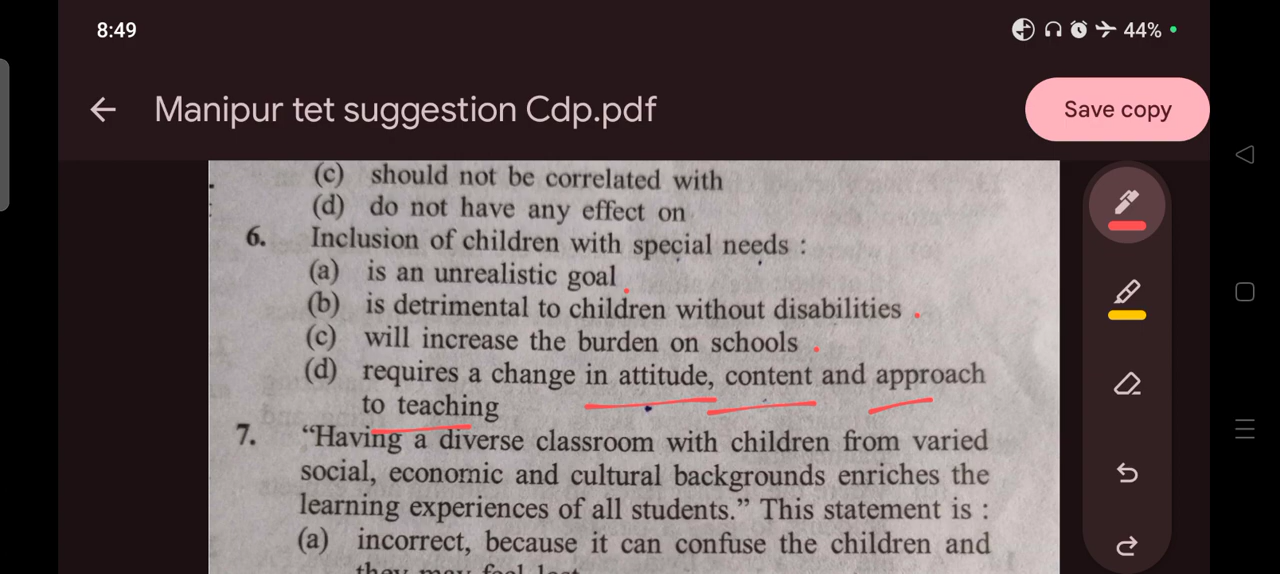 8:49
44%
Manipur tet suggestion Cdp.pdf
Save copy
(c) should not be correlated with
(d) do not have any effect on
6. Inclusion of children with special needs :
(a) is an unrealistic goal
(b) is detrimental to children without disabilities
(c) will increase the burden on schools
(d) requires a change in attitude, content and approach
to teaching
7. “Having a diverse classroom with children from varied
social, economic and cultural backgrounds enriches the
learning experiences of all students.” This statement is :
(a) incorrect, because it can confuse the children and
they may feel lost